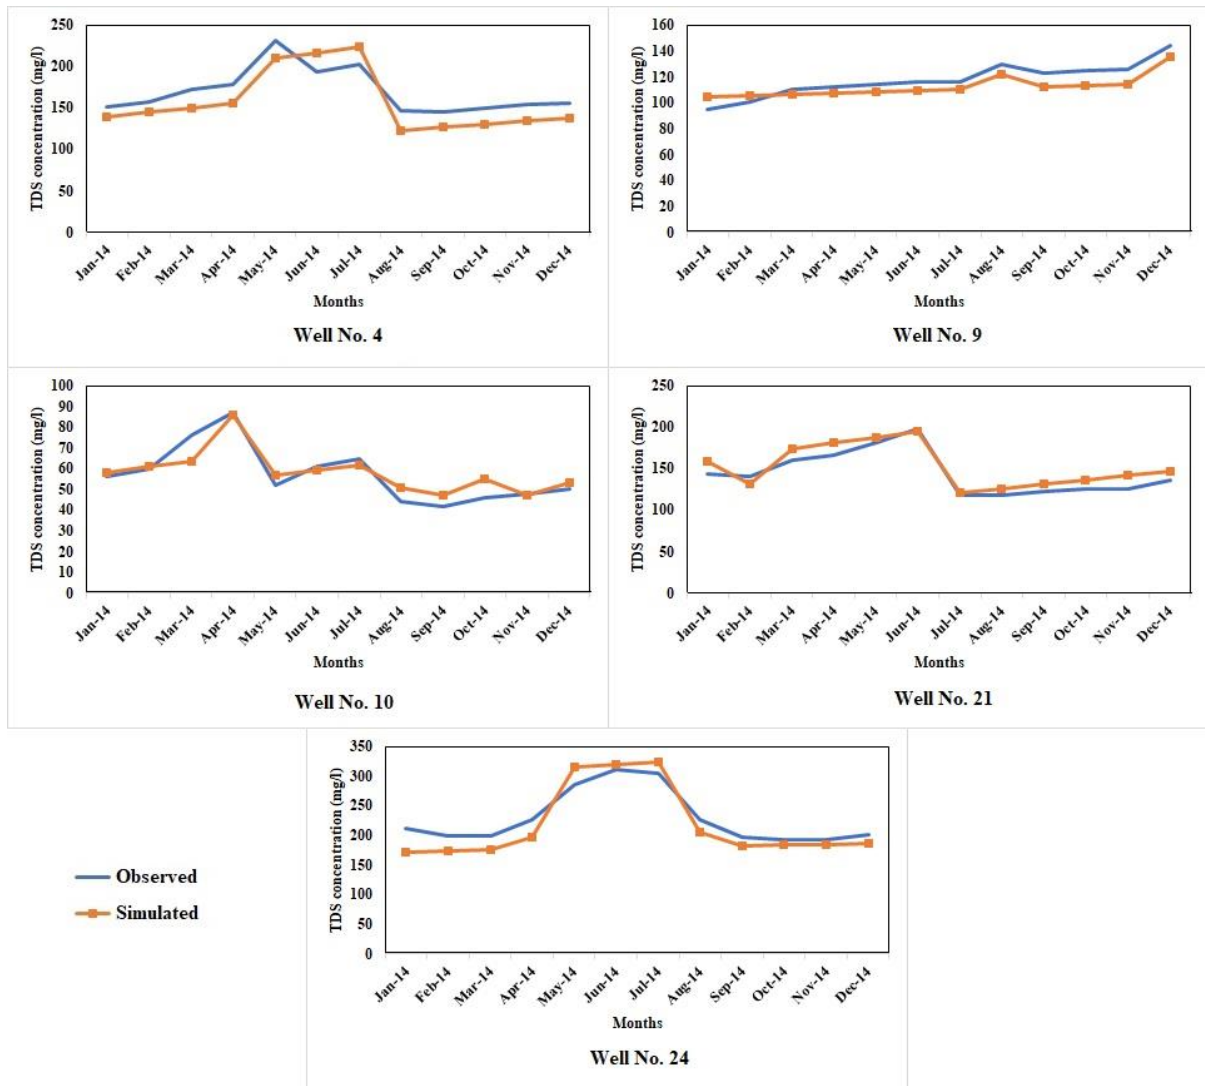 TDS concentration (mg/l)
250
200
150
100
50
0
Jan-14
Feb-14
Mar-14
Apr-14
May-14
Jun-14
Jul-14
Aug-14
Sep-14
Oct-14
Nov-14
Dec-14
Months
Well No. 4
TDS concentration (mg/l)
160
140
120
100
80
60
40
20
0
Jan-14
Feb-14
Mar-14
Apr-14
May-14
Jun-14
Jul-14
Aug-14
Sep-14
Oct-14
Nov-14
Dec-14
Months
Well No. 9
TDS concentration (mg/l)
100
90
80
70
60
50
40
30
20
10
0
Jan-14
Feb-14
Mar-14
Apr-14
May-14
Jun-14
Jul-14
Aug-14
Sep-14
Oct-14
Nov-14
Dec-14
Months
Well No. 10
TDS concentration (mg/l)
250
200
150
100
50
0
Jan-14
Feb-14
Mar-14
Apr-14
May-14
Jun-14
Jul-14
Aug-14
Sep-14
Oct-14
Nov-14
Dec-14
Months
Well No. 21
Observed
Simulated
TDS concentration (mg/l)
350
300
250
200
150
100
50
0
Jan-14
Feb-14
Mar-14
Apr-14
May-14
Jun-14
Jul-14
Aug-14
Sep-14
Oct-14
Nov-14
Dec-14
Months
Well No. 24